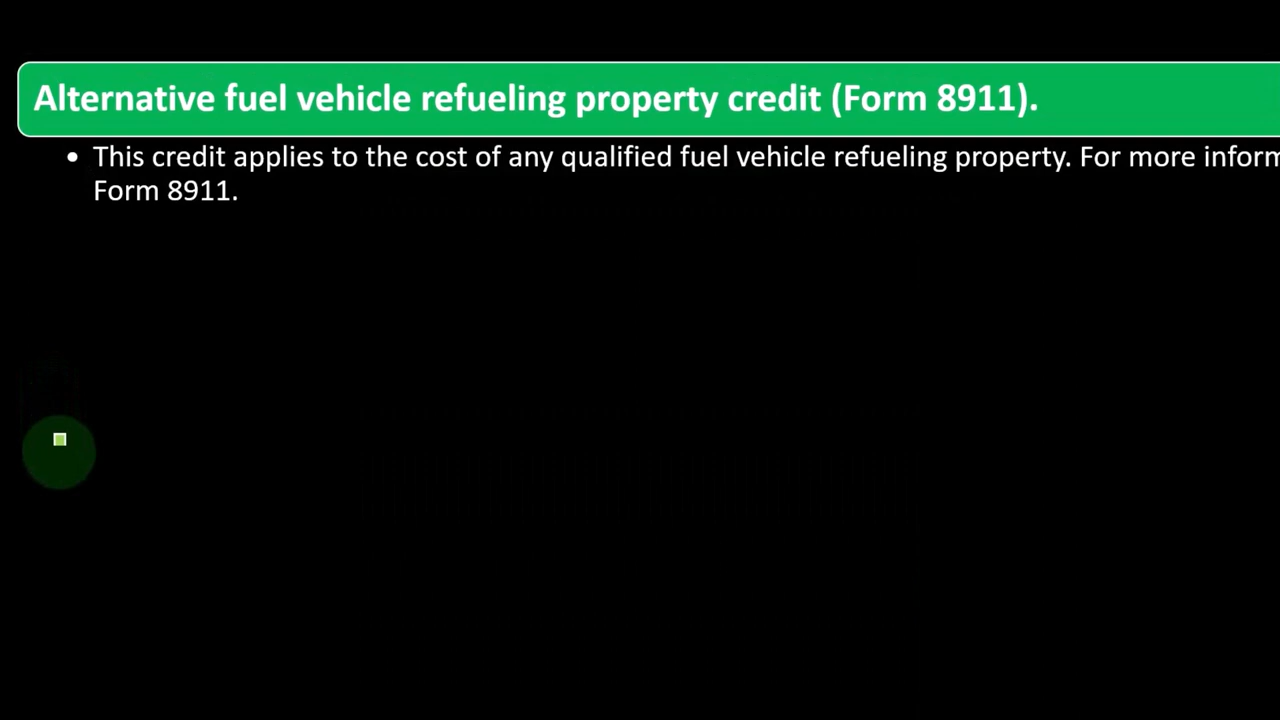 Alternative fuel vehicle refueling property credit (Form 8911).
• This credit applies to the cost of any qualified fuel vehicle refueling property. For more
Form 8911.